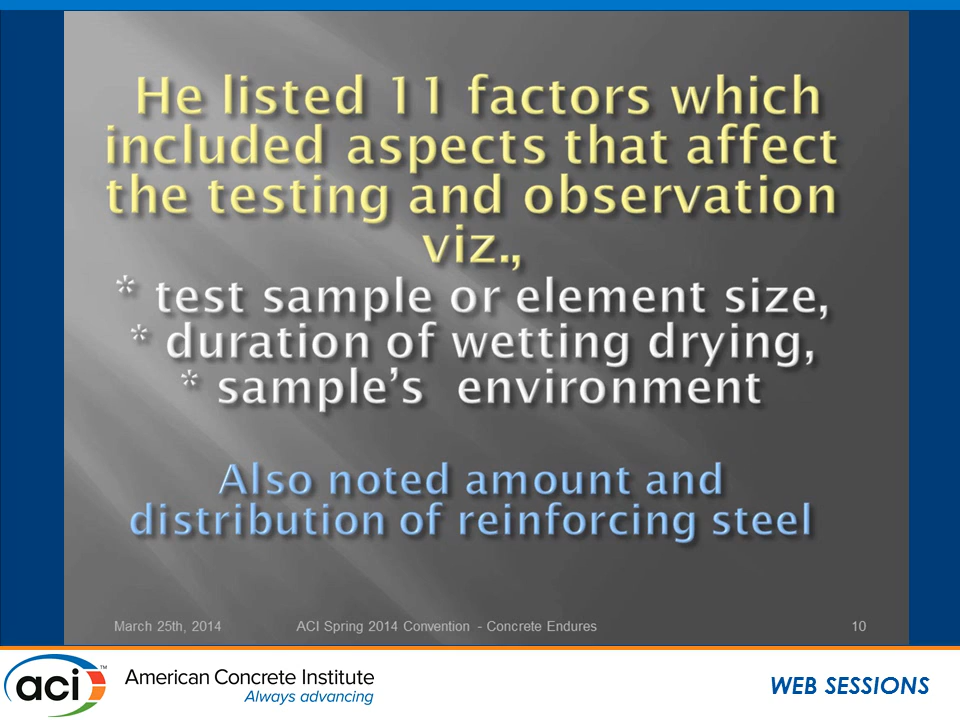 He listed 11 factors which
included aspects that affect
the testing and observation
viz.,
* test sample or element size,
* duration of wetting drying,
* sample’s  environment
Also noted amount and
distribution of reinforcing steel
March 25th, 2014
ACI Spring 2014 Convention - Concrete Endures
10
aci™
American Concrete Institute
Always advancing
WEB SESSIONS